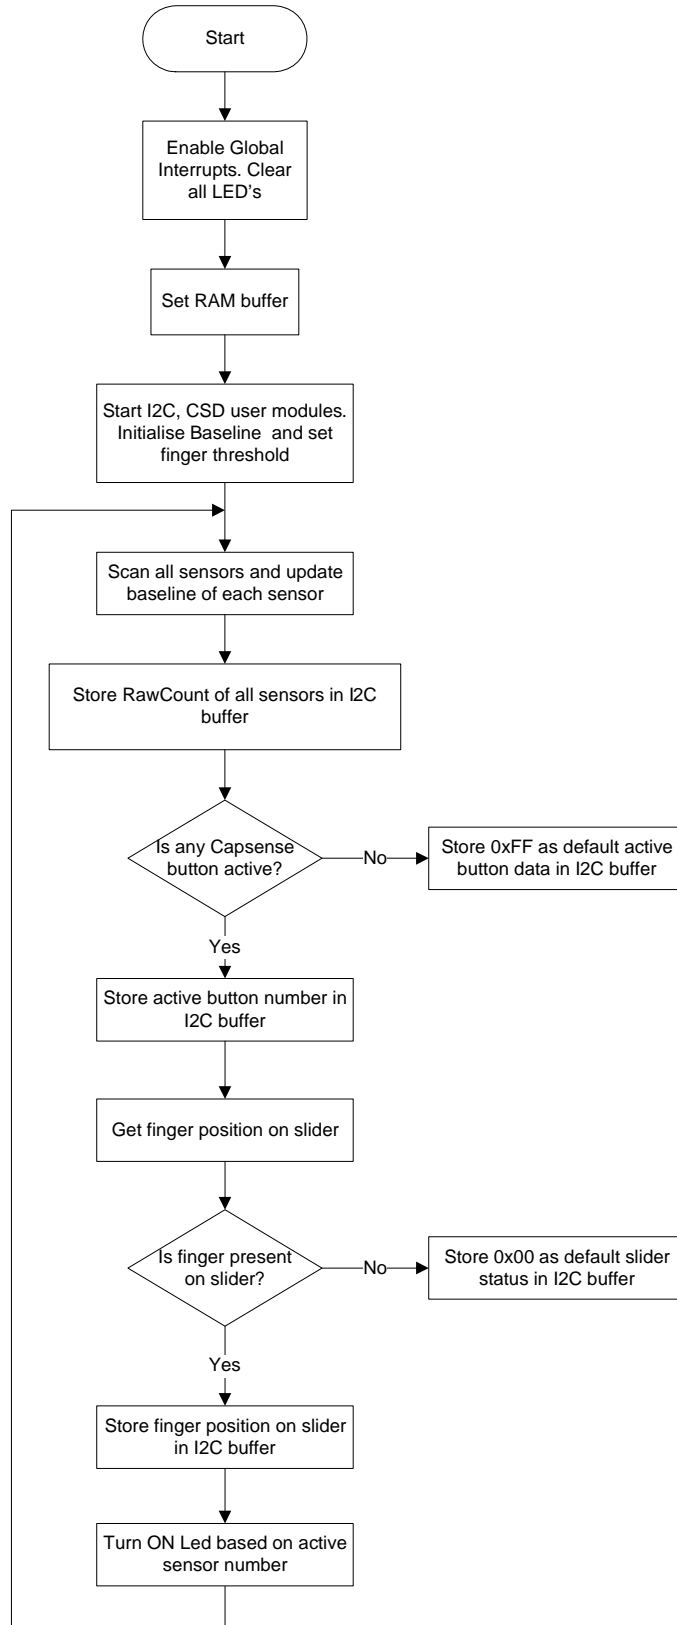 Start
Enable Global
Interrupts. Clear
all LED's
Set RAM buffer
Start I2C, CSD user modules.
Initialise Baseline and set
finger threshold
Scan all sensors and update
baseline of each sensor
Store RawCount of all sensors in I2C
buffer
Is any Capsense
button active?
No
Store 0xFF as default active
button data in I2C buffer
Yes
Store active button number in
I2C buffer
Get finger position on slider
Is finger present
on slider?
No
Store 0x00 as default slider
status in I2C buffer
Yes
Store finger position on slider
in I2C buffer
Turn ON Led based on active
sensor number